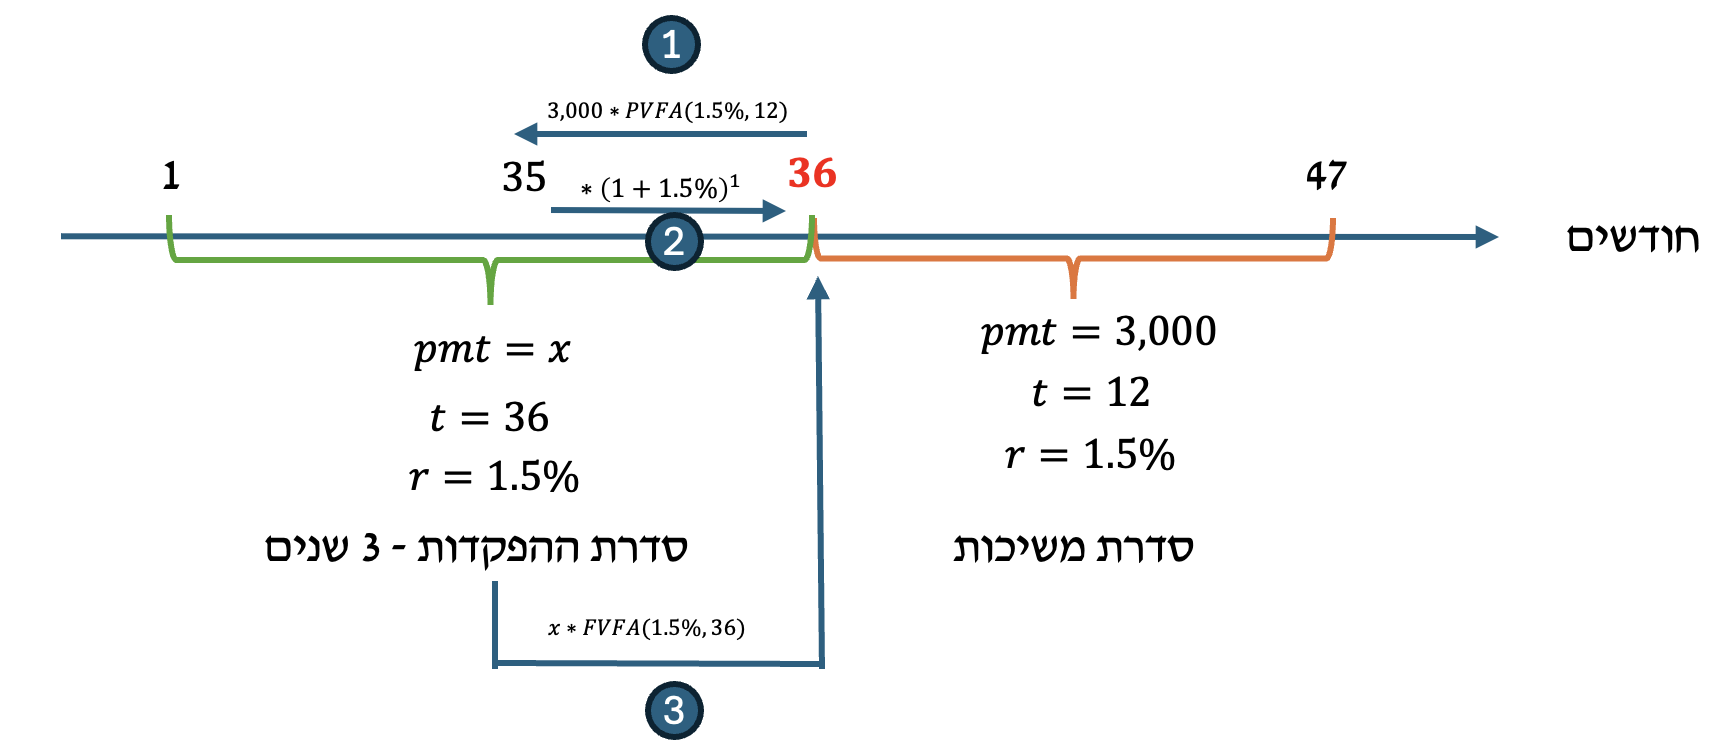 1
3,000 ∗ PVFA(1.5%, 12)
1 35 ∗ (1 + 1.5%)¹ 36 47
2
חודשים
pmt = x
t = 36
r = 1.5%
סדרת ההפקדות - 3 שנים
pmt = 3,000
t = 12
r = 1.5%
סדרת משיכות
x ∗ FVFA(1.5%, 36)
3